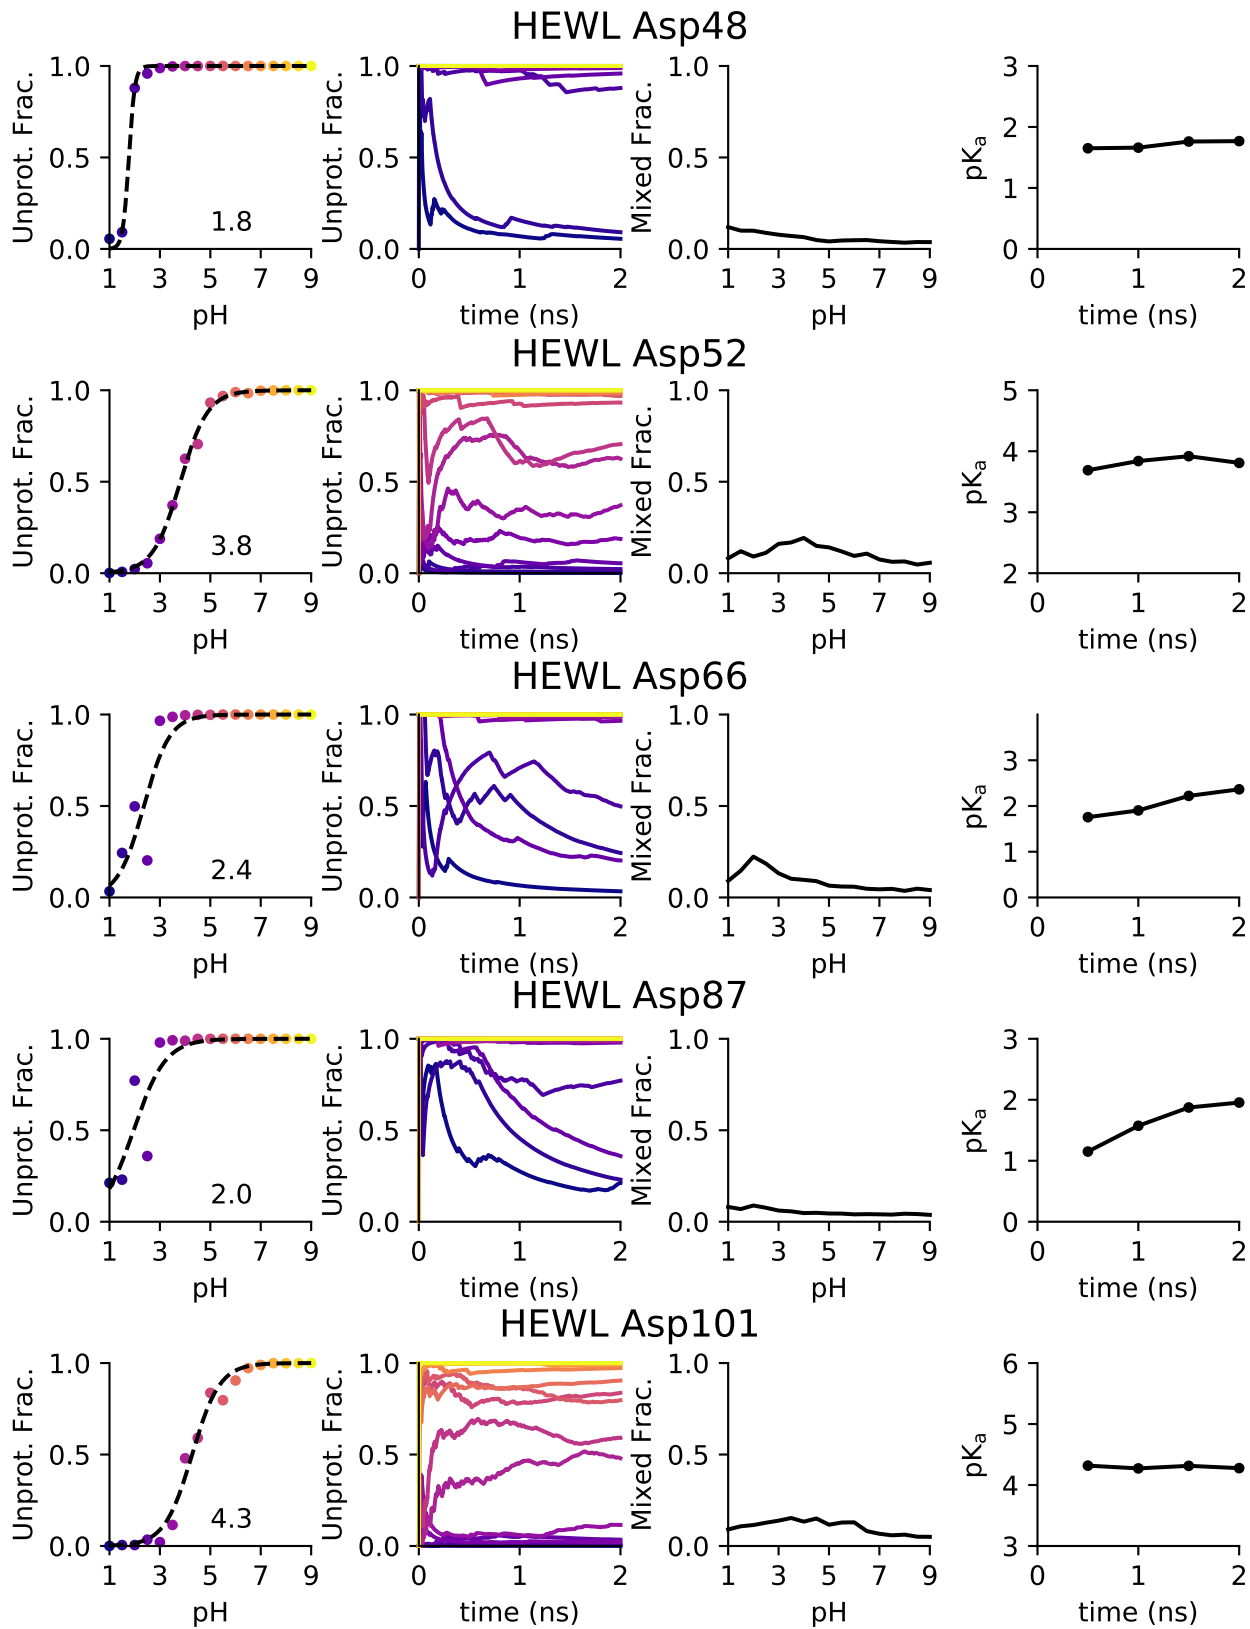 HEWL Asp48
Unprot. Frac.
1.0
0.5
0.0
1.8
1 3 5 7 9
pH
Unprot. Frac.
1.0
0.5
0.0
0 1 2
time (ns)
Mixed Frac.
1.0
0.5
0.0
1 3 5 7 9
pH
pKa
3
2
1
0
0 1 2
time (ns)
HEWL Asp52
Unprot. Frac.
1.0
0.5
0.0
3.8
1 3 5 7 9
pH
Unprot. Frac.
1.0
0.5
0.0
0 1 2
time (ns)
Mixed Frac.
1.0
0.5
0.0
1 3 5 7 9
pH
pKa
5
4
3
2
0 1 2
time (ns)
HEWL Asp66
Unprot. Frac.
1.0
0.5
0.0
2.4
1 3 5 7 9
pH
Unprot. Frac.
1.0
0.5
0.0
0 1 2
time (ns)
Mixed Frac.
1.0
0.5
0.0
1 3 5 7 9
pH
pKa
3
2
1
0
0 1 2
time (ns)
HEWL Asp87
Unprot. Frac.
1.0
0.5
0.0
2.0
1 3 5 7 9
pH
Unprot. Frac.
1.0
0.5
0.0
0 1 2
time (ns)
Mixed Frac.
1.0
0.5
0.0
1 3 5 7 9
pH
pKa
3
2
1
0
0 1 2
time (ns)
HEWL Asp101
Unprot. Frac.
1.0
0.5
0.0
4.3
1 3 5 7 9
pH
Unprot. Frac.
1.0
0.5
0.0
0 1 2
time (ns)
Mixed Frac.
1.0
0.5
0.0
1 3 5 7 9
pH
pKa
6
5
4
3
0 1 2
time (ns)